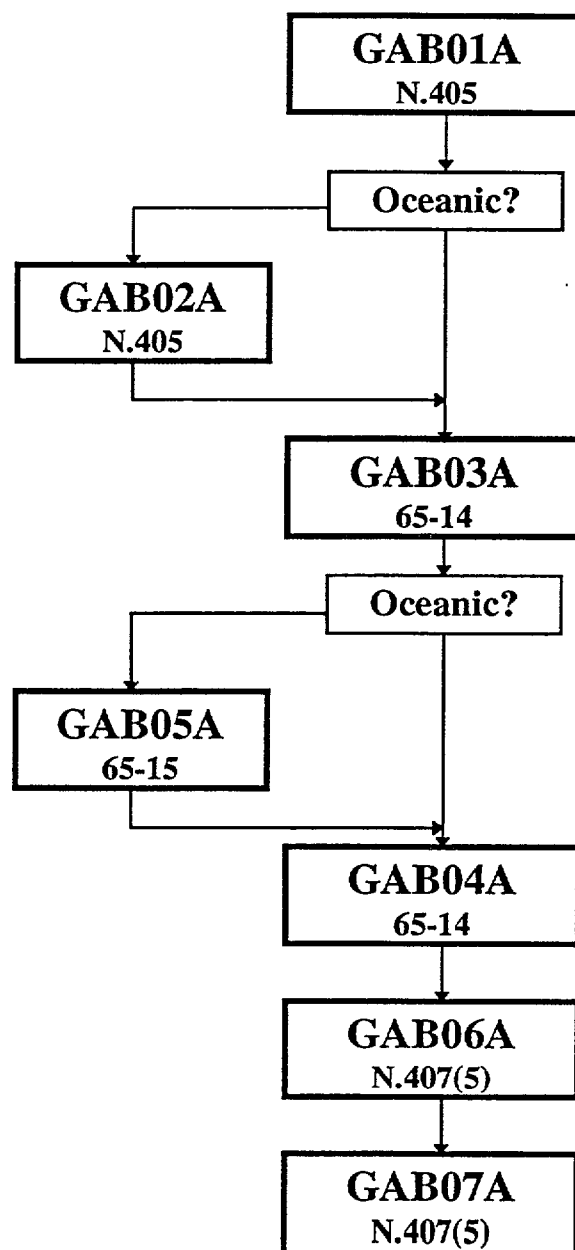 GAB01A
N.405
Oceanic?
GAB02A
N.405
GAB03A
65-14
Oceanic?
GAB05A
65-15
GAB04A
65-14
GAB06A
N.407(5)
GAB07A
N.407(5)